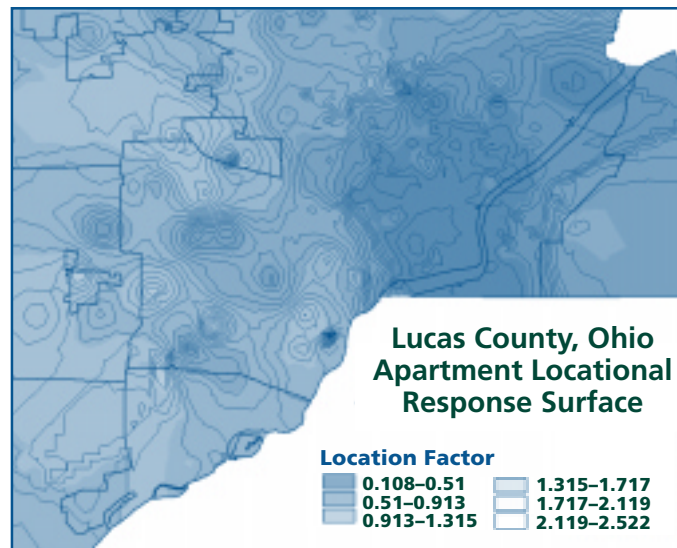 Lucas County, Ohio
Apartment Locational
Response Surface
Location Factor
0.108–0.51
0.51–0.913
0.913–1.315
1.315–1.717
1.717–2.119
2.119–2.522